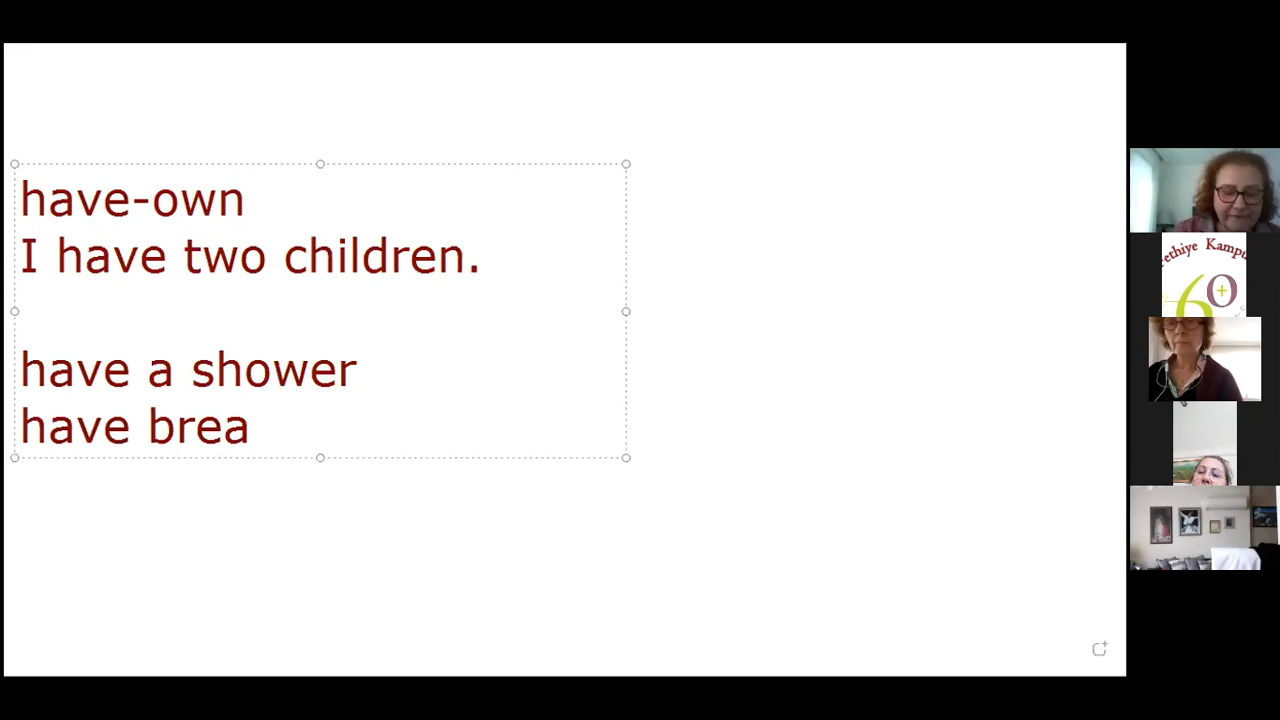 have-own
I have two children.
have a shower
have brea
ethiye Kampu
60+